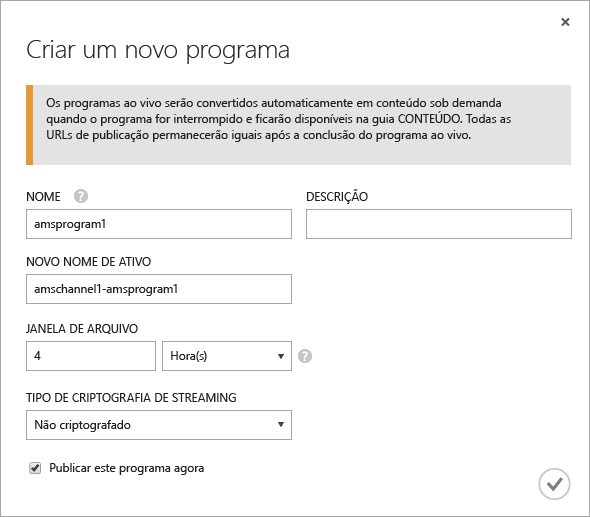 Criar um novo programa
Os programas ao vivo serão convertidos automaticamente em conteúdo sob demanda
quando o programa for interrompido e ficarão disponíveis na guia CONTEÚDO. Todas as
URLs de publicação permanecerão iguais após a conclusão do programa ao vivo.
NOME ?
DESCRIÇÃO
amsprogram1
NOVO NOME DE ATIVO
amschannel1-amsprogram1
JANELA DE ARQUIVO
4
Hora(s)
?
TIPO DE CRIPTOGRAFIA DE STREAMING
Não criptografado
Publicar este programa agora